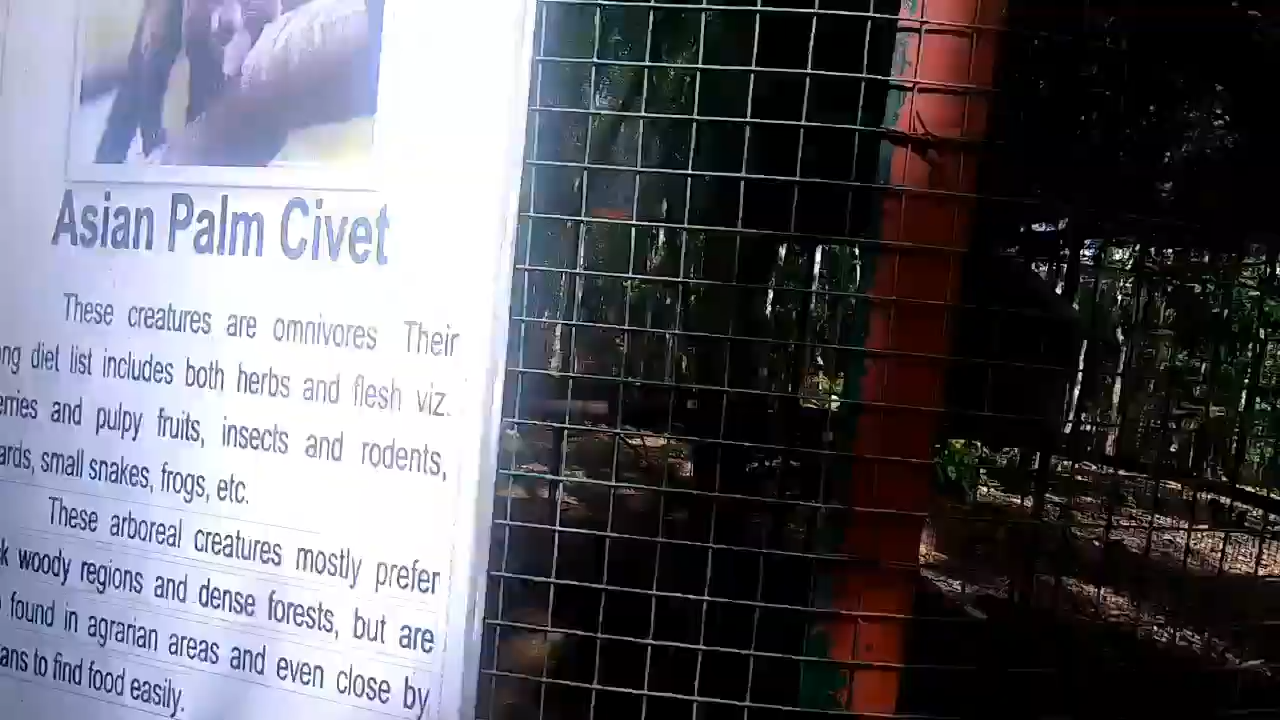 Asian Palm Civet
These creatures are omnivores Their
diet list includes both herbs and flesh viz.
and pulpy fruits, insects and rodents,
small snakes, frogs, etc.
These arboreal creatures mostly prefer
woody regions and dense forests, but are
found in agrarian areas and even close by
to find food easily.